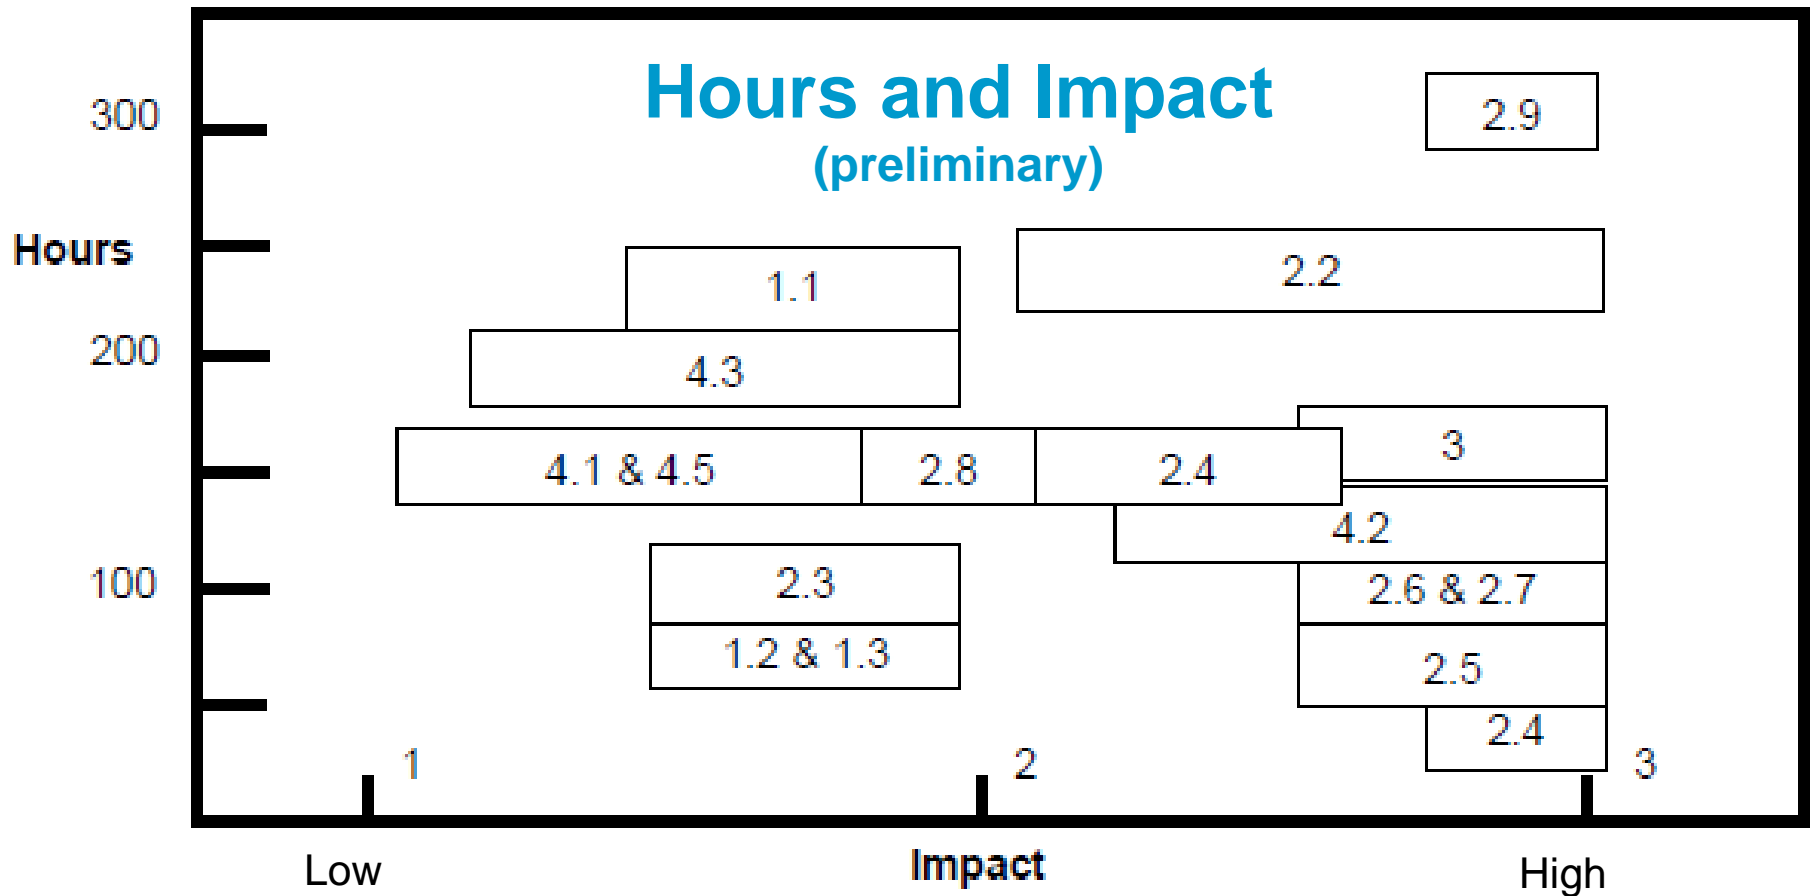 Hours and Impact
(preliminary)
300
2.9
Hours
2.2
1.1
200
4.3
3
4.1 & 4.5
2.8
2.4
4.2
100
2.3
2.6 & 2.7
1.2 & 1.3
2.5
2.4
1
2
3
Low
Impact
High